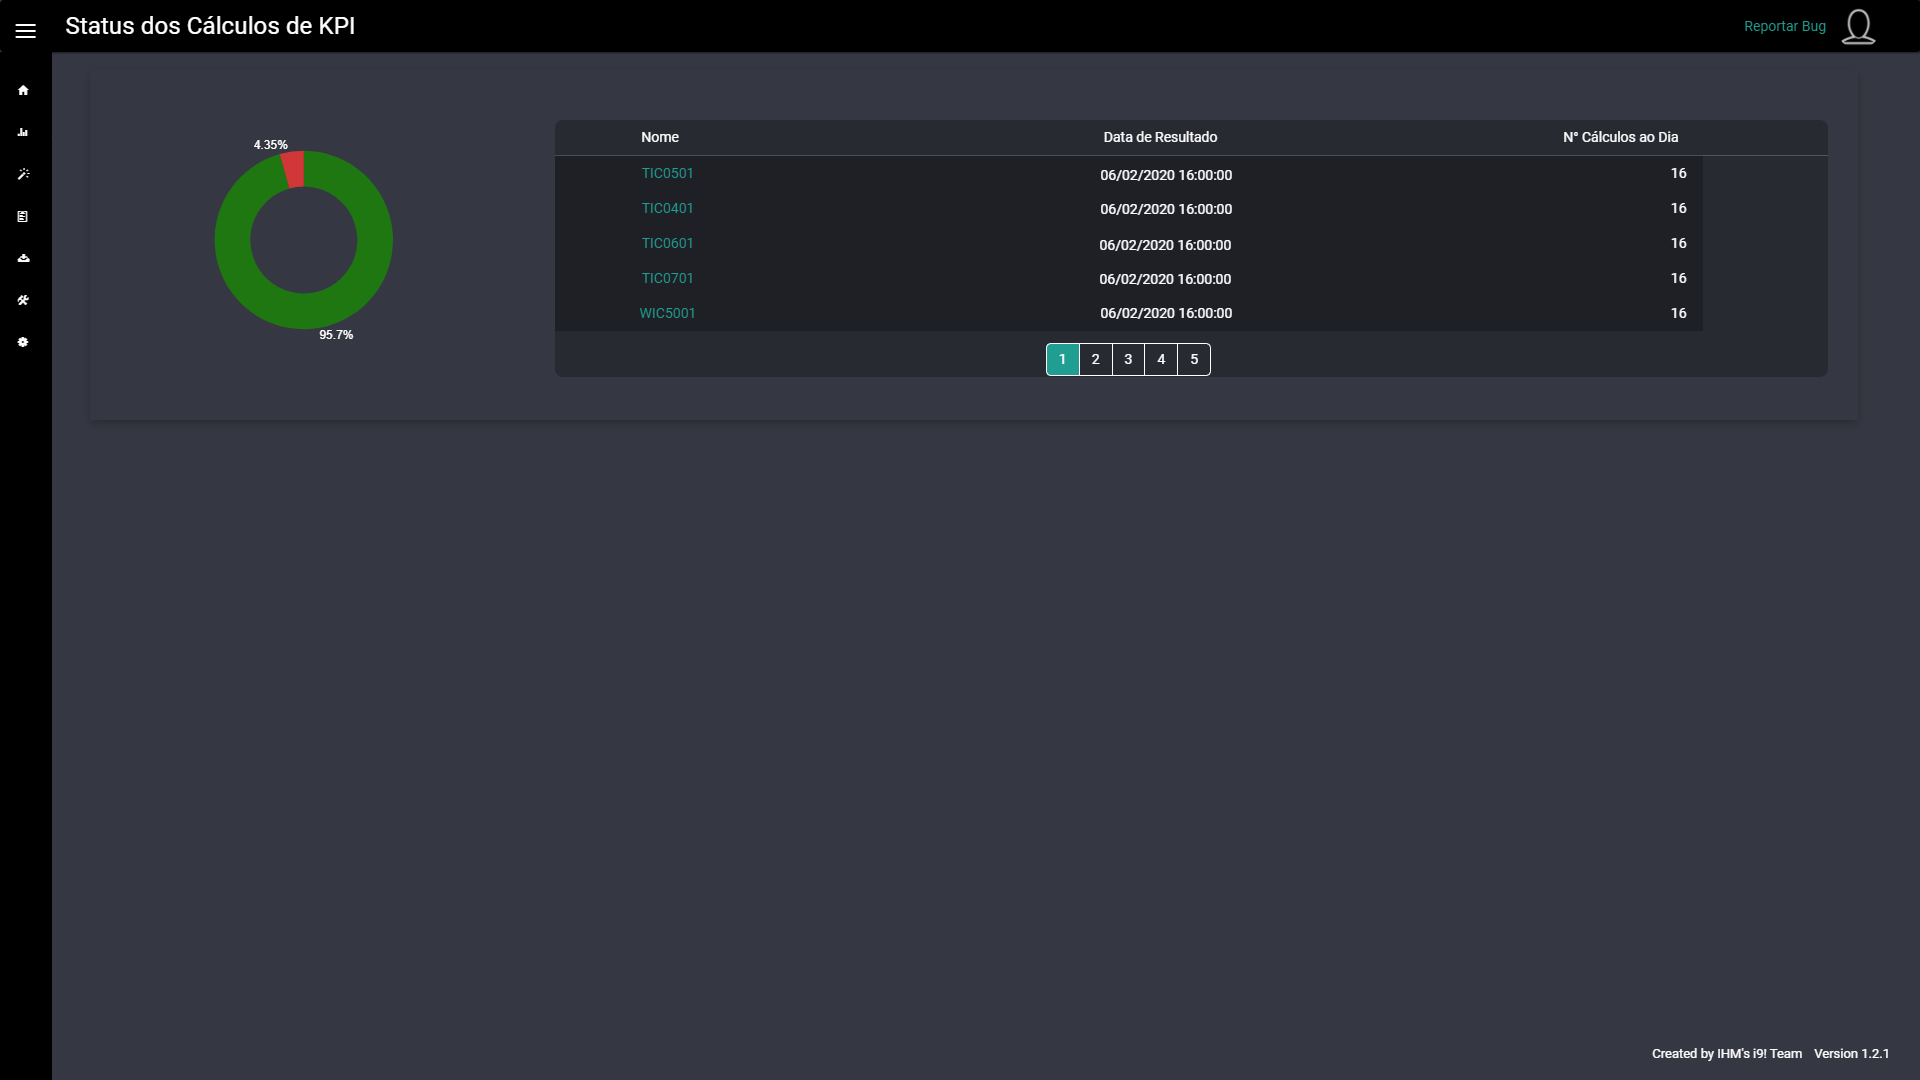 Status dos Cálculos de KPI
Reportar Bug
4.35%
95.7%
Nome Data de Resultado N° Cálculos ao Dia
TIC0501 06/02/2020 16:00:00 16
TIC0401 06/02/2020 16:00:00 16
TIC0601 06/02/2020 16:00:00 16
TIC0701 06/02/2020 16:00:00 16
WIC5001 06/02/2020 16:00:00 16
1 2 3 4 5
Created by IHM's i9! Team Version 1.2.1